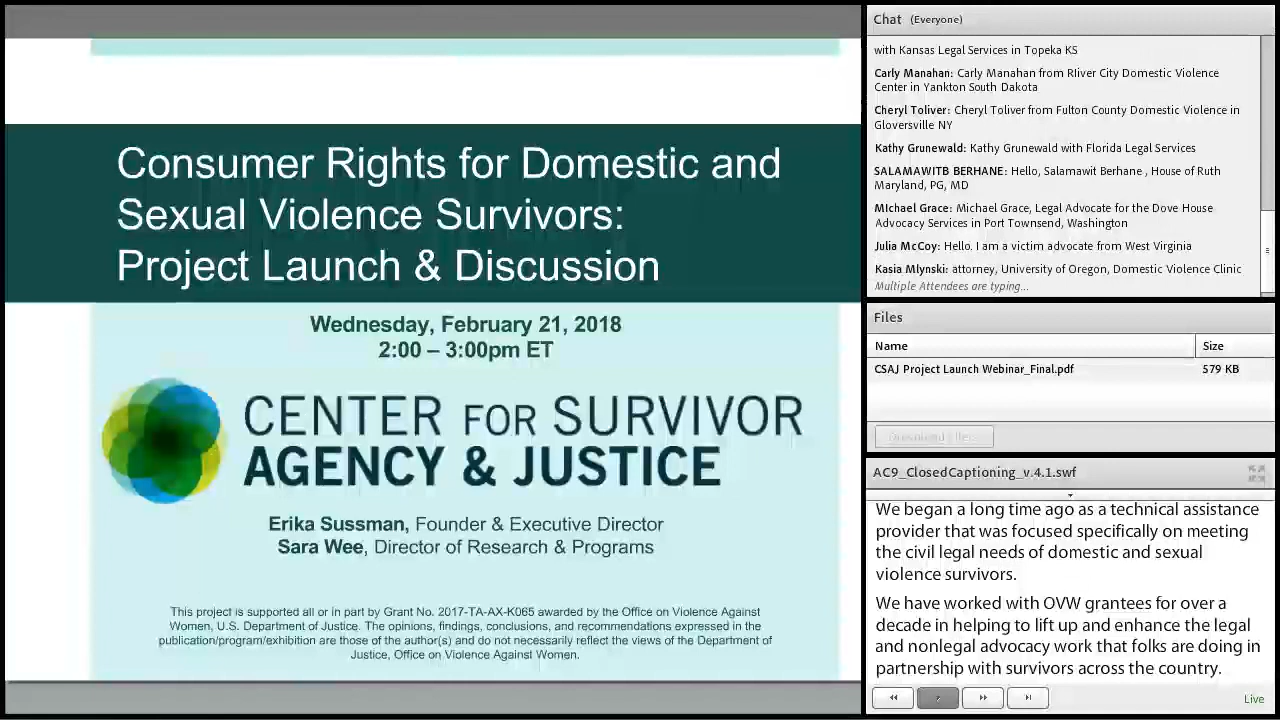 Consumer Rights for Domestic and
Sexual Violence Survivors:
Project Launch & Discussion
Wednesday, February 21, 2018
2:00 – 3:00pm ET
CENTER FOR SURVIVOR
AGENCY & JUSTICE
Erika Sussman, Founder & Executive Director
Sara Wee, Director of Research & Programs
This project is supported all or in part by Grant No. 2017-TA-AX-K065 awarded by the Office on Violence Against
Women, U.S. Department of Justice. The opinions, findings, conclusions, and recommendations expressed in the
publication/program/exhibition are those of the author(s) and do not necessarily reflect the views of the Department of
Justice, Office on Violence Against Women.
Chat (Everyone)
with Kansas Legal Services in Topeka KS
Carly Manahan: Carly Manahan from RIiver City Domestic Violence
Center in Yankton South Dakota
Cheryl Toliver: Cheryl Toliver from Fulton County Domestic Violence in
Gloversville NY
Kathy Grunewald: Kathy Grunewald with Florida Legal Services
SALAMAWITB BERHANE: Hello, Salamawit Berhane , House of Ruth
Maryland, PG, MD
MIchael Grace: Michael Grace, Legal Advocate for the Dove House
Advocacy Services in Port Townsend, Washington
Julia McCoy: Hello. I am a victim advocate from West Virginia
Kasia Mlynski: attorney, University of Oregon, Domestic Violence Clinic
Multiple Attendees are typing...
Files
Name Size
CSAJ Project Launch Webinar_Final.pdf 579 KB
Download Files
AC9_ClosedCaptioning_v.4.1.swf
We began a long time ago as a technical assistance
provider that was focused specifically on meeting
the civil legal needs of domestic and sexual
violence survivors.
We have worked with OVW grantees for over a
decade in helping to lift up and enhance the legal
and nonlegal advocacy work that folks are doing in
partnership with survivors across the country.
Live